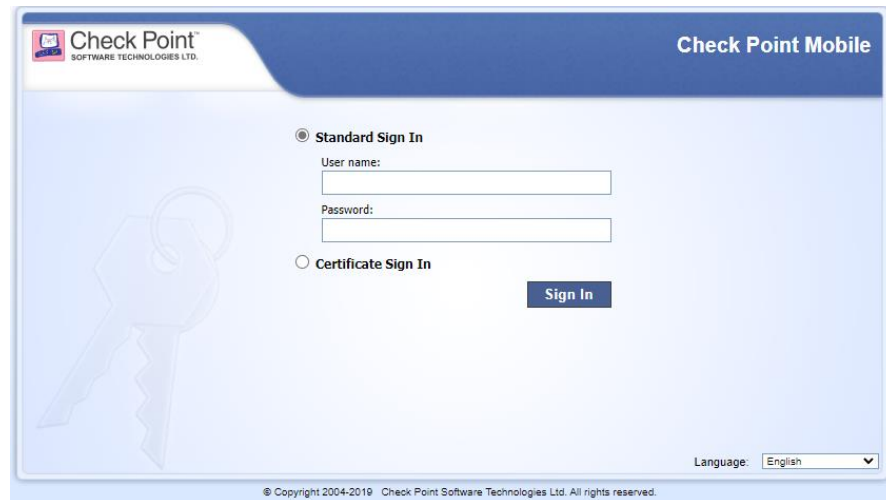 Check Point™
SOFTWARE TECHNOLOGIES LTD.
Check Point Mobile
Standard Sign In
User name:
Password:
Certificate Sign In
Sign In
Language: English
© Copyright 2004-2019 Check Point Software Technologies Ltd. All rights reserved.